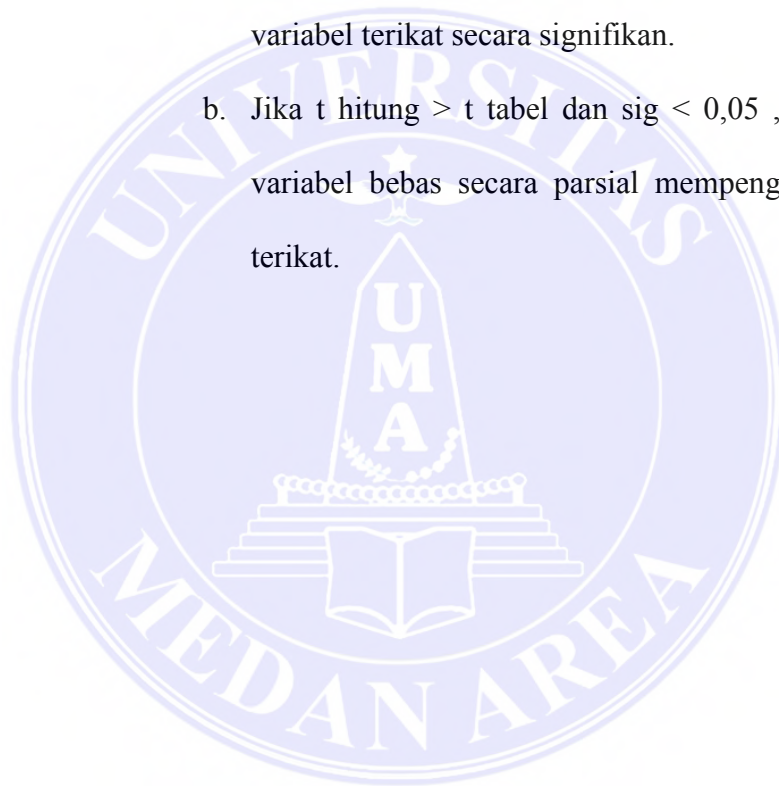 variabel terikat secara signifikan.
b. Jika t hitung > t tabel dan sig < 0,05 ,
variabel bebas secara parsial mempeng
terikat.
UNIVERSITAS
UMA
MEDAN AREA